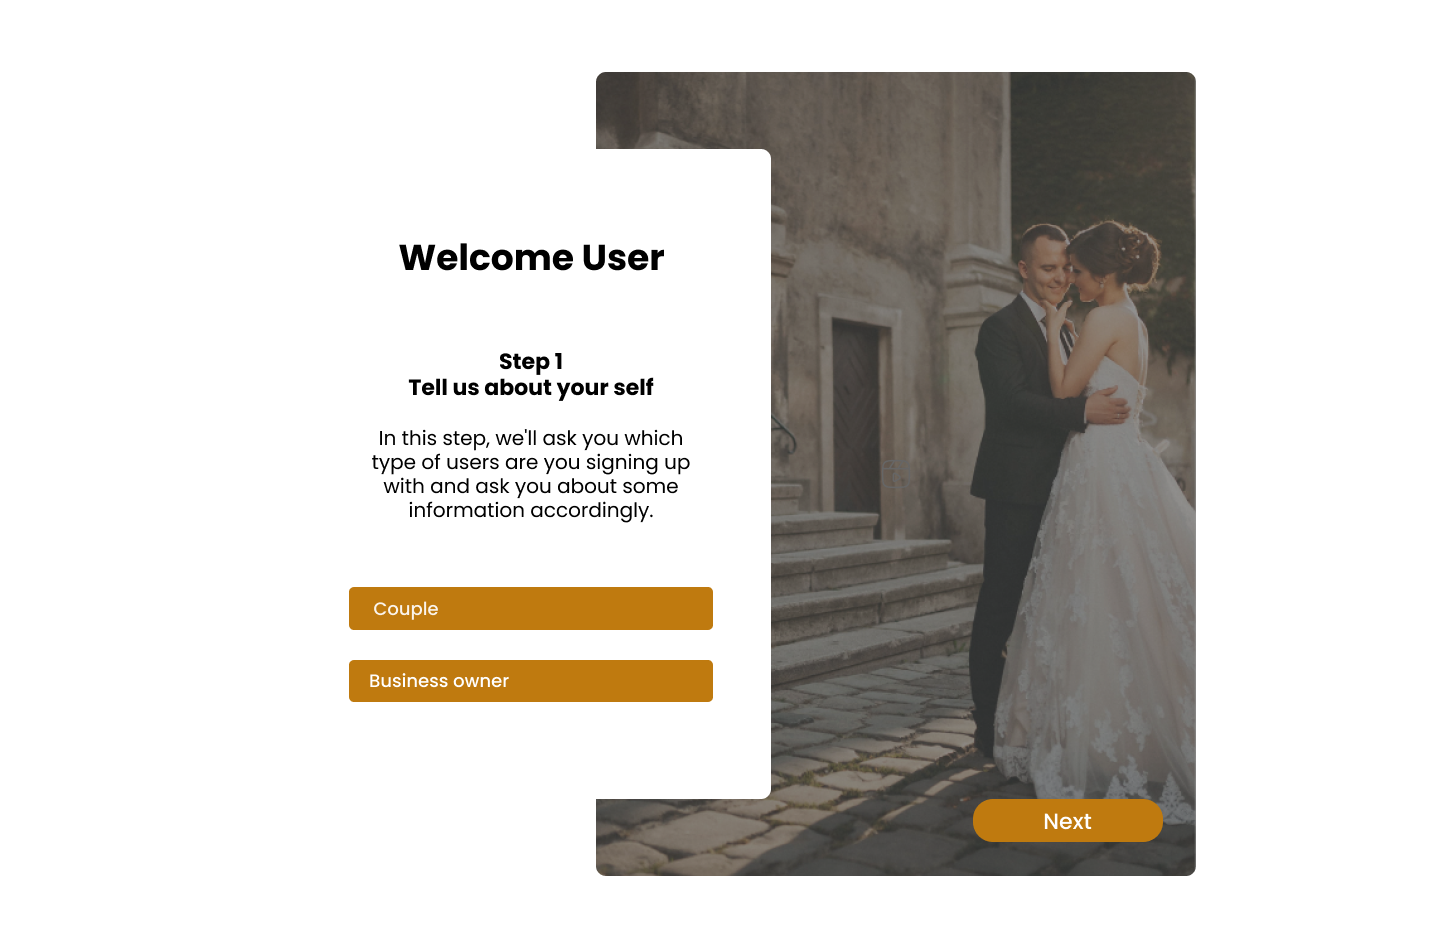 Welcome User
Step 1
Tell us about your self
In this step, we'll ask you which
type of users are you signing up
with and ask you about some
information accordingly.
Couple
Business owner
Next